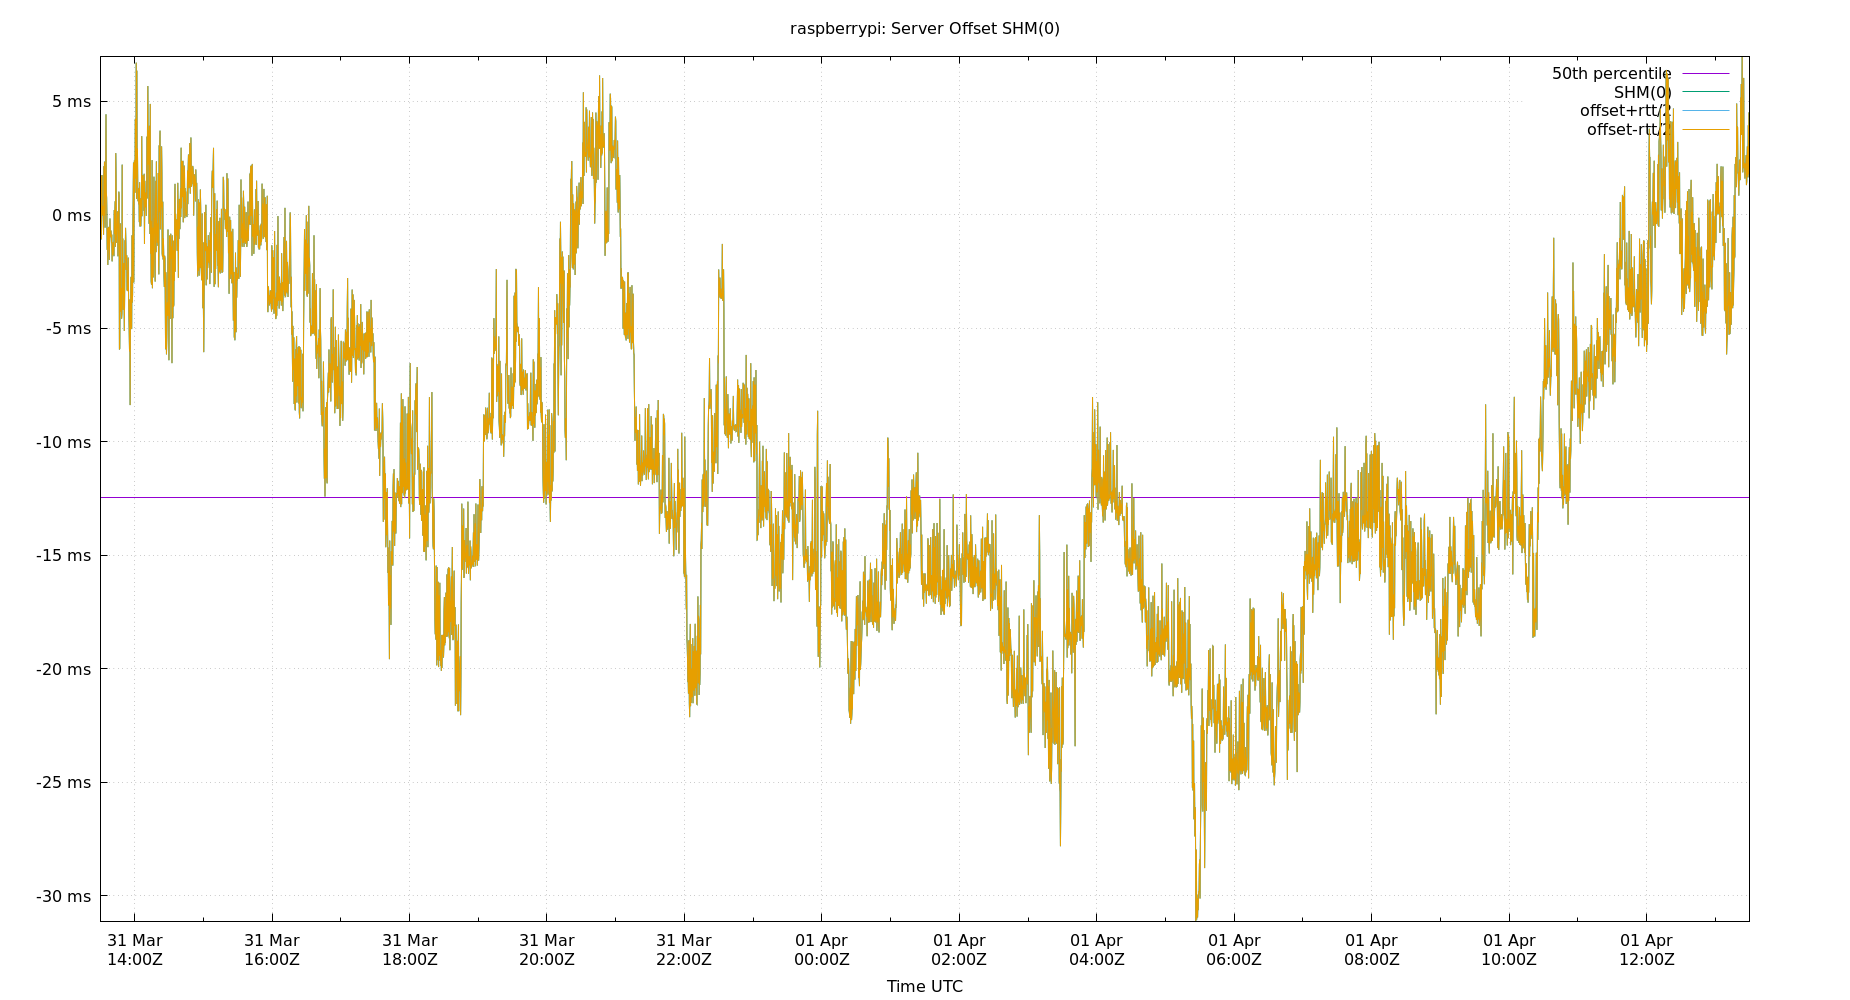 raspberrypi: Server Offset SHM(0)
50th percentile
SHM(0)
offset+rtt/2
offset-rtt/2
5 ms
0 ms
-5 ms
-10 ms
-15 ms
-20 ms
-25 ms
-30 ms
31 Mar 31 Mar 31 Mar 31 Mar 31 Mar 01 Apr 01 Apr 01 Apr 01 Apr 01 Apr 01 Apr 01 Apr
14:00Z 16:00Z 18:00Z 20:00Z 22:00Z 00:00Z 02:00Z 04:00Z 06:00Z 08:00Z 10:00Z 12:00Z
Time UTC